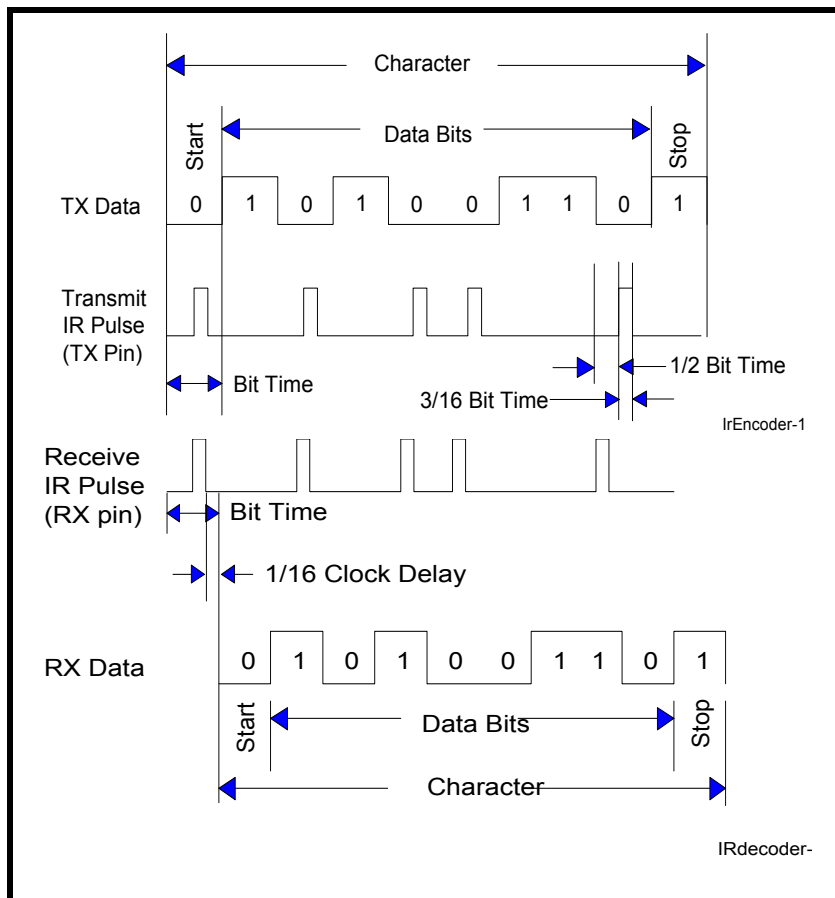 Character
Start
Data Bits
Stop
TX Data
0 1 0 1 0 0 1 1 0 1
Transmit
IR Pulse
(TX Pin)
Bit Time
1/2 Bit Time
3/16 Bit Time
IrEncoder-1
Receive
IR Pulse
(RX pin)
Bit Time
1/16 Clock Delay
RX Data
0 1 0 1 0 0 1 1 0 1
Start
Data Bits
Stop
Character
IRdecoder-